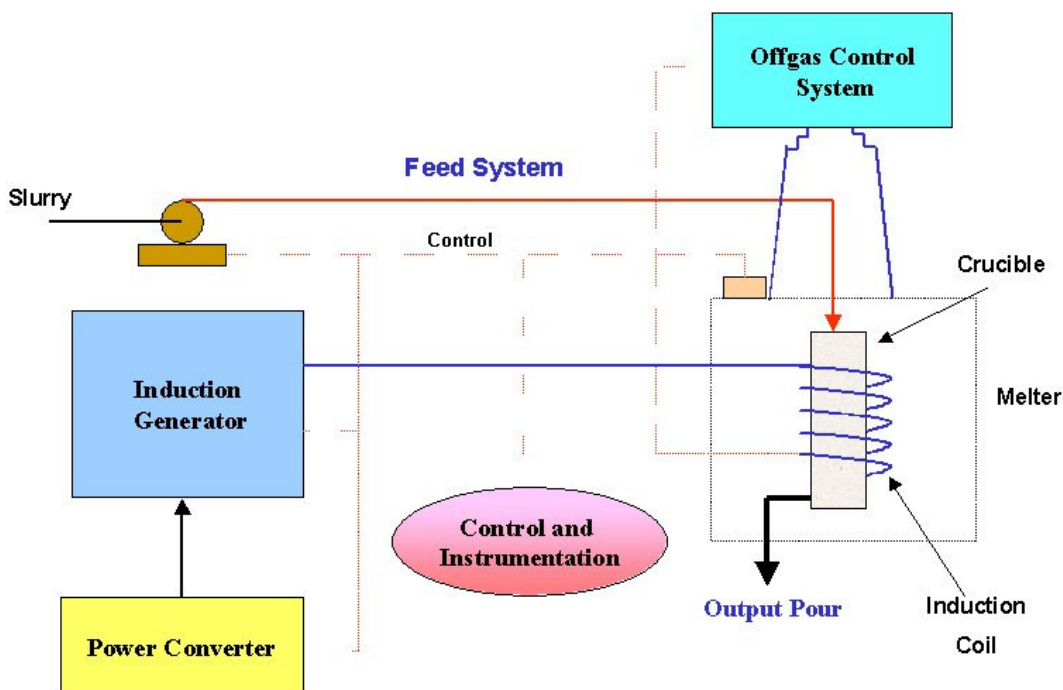 Offgas Control
System
Feed System
Slurry
Control
Crucible
Induction
Generator
Melter
Control and
Instrumentation
Output Pour
Induction
Coil
Power Converter